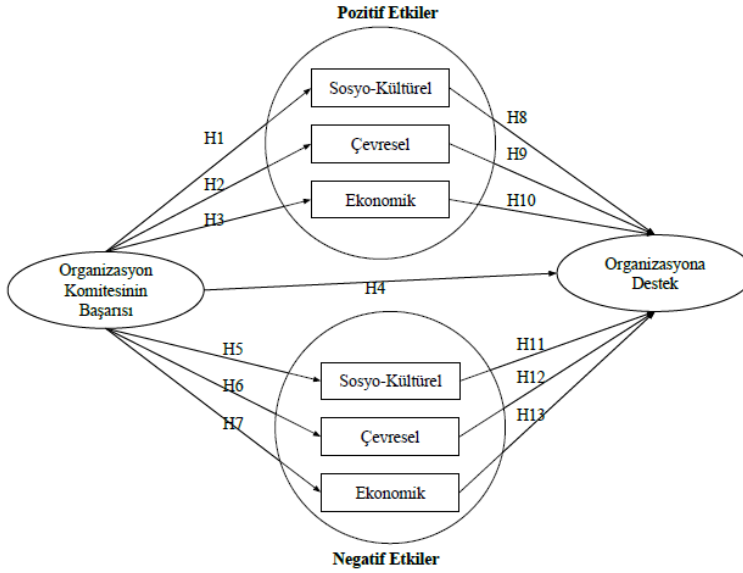 Pozitif Etkiler
Sosyo-Kültürel
H8
H1
Çevresel
H9
H2
Ekonomik
H3
H10
Organizasyon
Komitesinin
Başarısı
Organizasyona
Destek
H4
H5
Sosyo-Kültürel
H11
H6
H12
Çevresel
H7
H13
Ekonomik
Negatif Etkiler